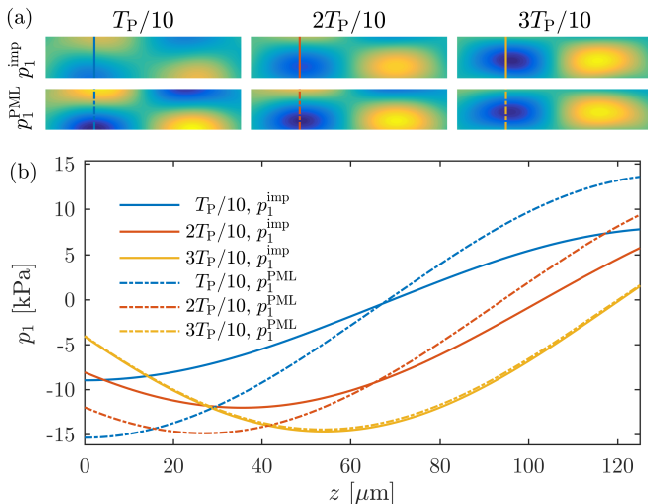 (a) T_P/10 2T_P/10 3T_P/10
p_1^imp
p_1^PML
(b)
15
10
5
0
-5
-10
-15
p_1 [kPa]
T_P/10, p_1^imp
2T_P/10, p_1^imp
3T_P/10, p_1^imp
T_P/10, p_1^PML
2T_P/10, p_1^PML
3T_P/10, p_1^PML
0 20 40 60 80 100 120
z [μm]